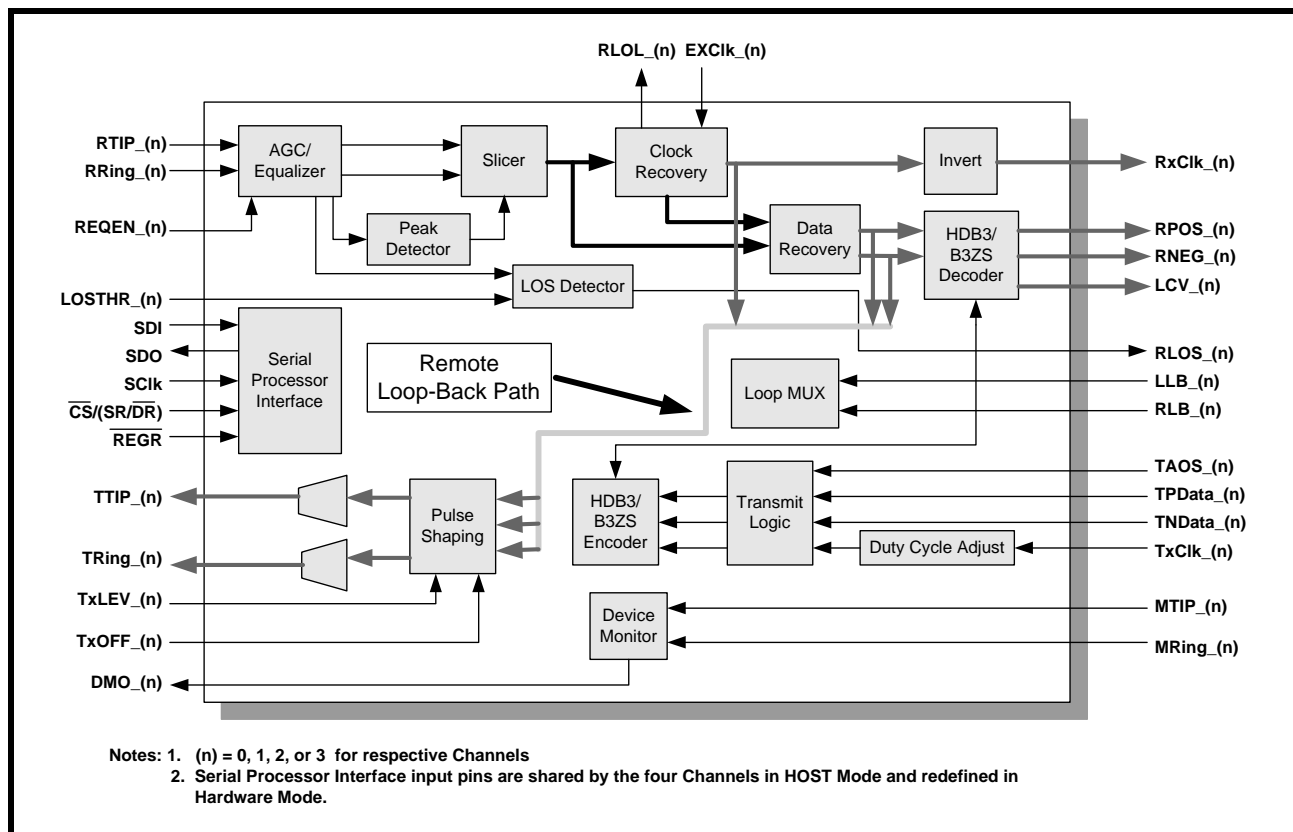 RLOL_(n) EXClk_(n)
RTIP_(n)
RRing_(n)
REQEN_(n)
LOSTHR_(n)
SDI
SDO
SClk
CS/(SR/DR)
REGR
TTIP_(n)
TRing_(n)
TxLEV_(n)
TxOFF_(n)
DMO_(n)
AGC/
Equalizer
Slicer
Clock
Recovery
Invert
Peak
Detector
Data
Recovery
HDB3/
B3ZS
Decoder
LOS Detector
Serial
Processor
Interface
Remote
Loop-Back Path
Loop MUX
Pulse
Shaping
HDB3/
B3ZS
Encoder
Transmit
Logic
Duty Cycle Adjust
Device
Monitor
RxClk_(n)
RPOS_(n)
RNEG_(n)
LCV_(n)
RLOS_(n)
LLB_(n)
RLB_(n)
TAOS_(n)
TPData_(n)
TNData_(n)
TxClk_(n)
MTIP_(n)
MRing_(n)
Notes: 1. (n) = 0, 1, 2, or 3 for respective Channels
2. Serial Processor Interface input pins are shared by the four Channels in HOST Mode and redefined in
Hardware Mode.